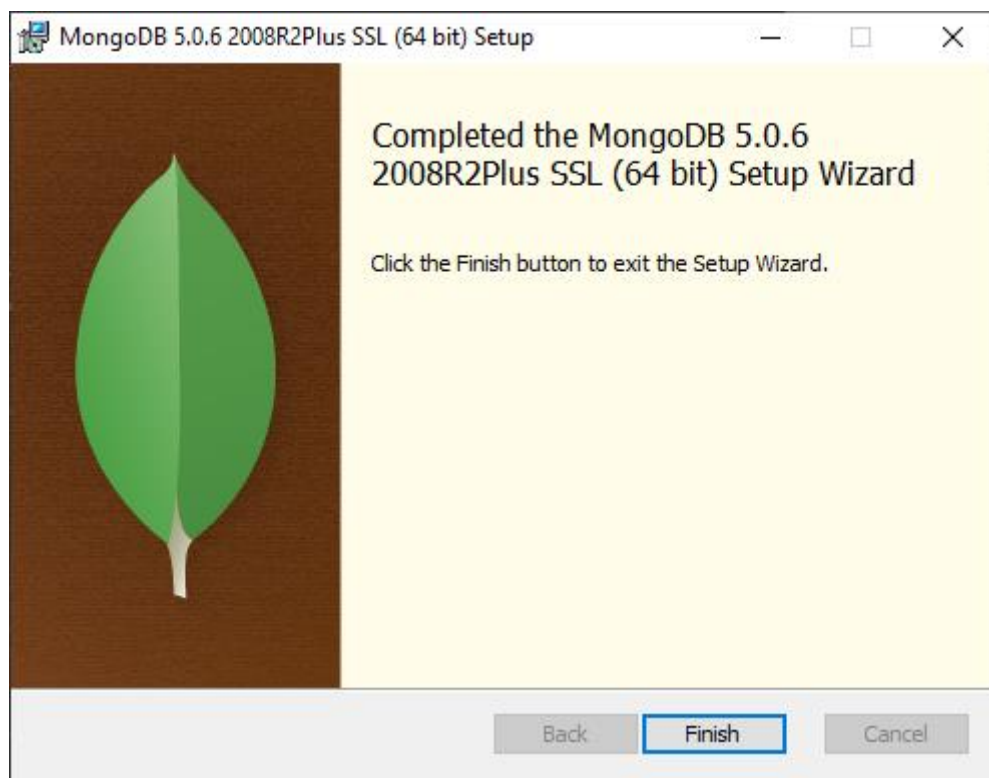 MongoDB 5.0.6 2008R2Plus SSL (64 bit) Setup
Completed the MongoDB 5.0.6
2008R2Plus SSL (64 bit) Setup Wizard
Click the Finish button to exit the Setup Wizard.
Back Finish Cancel